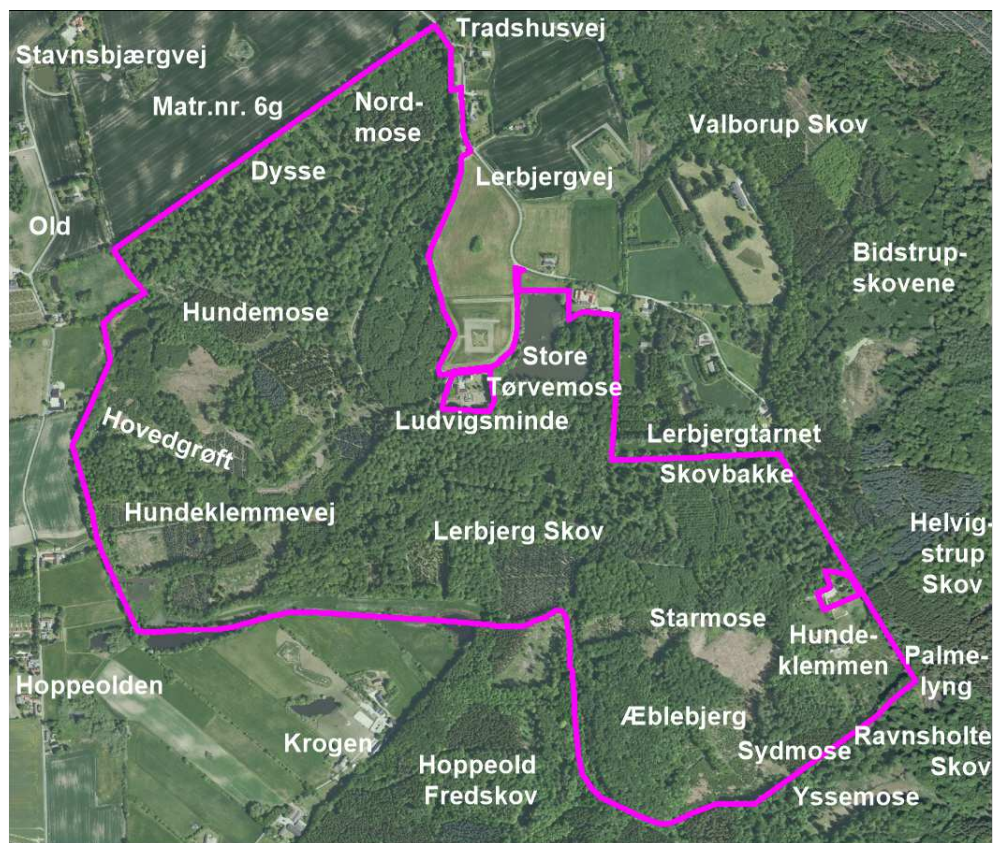 Tradshusvej
Stavnsbjærgvej
Matr.nr. 6g
Nord-
mose
Valborup Skov
Dysse
Lerbjergvej
Old
Bidstrup-
skovene
Hundemose
Store
Tørvemose
Ludvigsminde
Hovedgrøft
Lerbjergtårnet
Skovbakke
Hundeklemmevej
Lerbjerg Skov
Helvig-
strup
Skov
Starmose
Hunde-
klemmen
Palme-
lyng
Hoppeolden
Æblebjerg
Krogen
Sydmose
Ravnsholte
Skov
Hoppeold
Fredskov
Yssemose